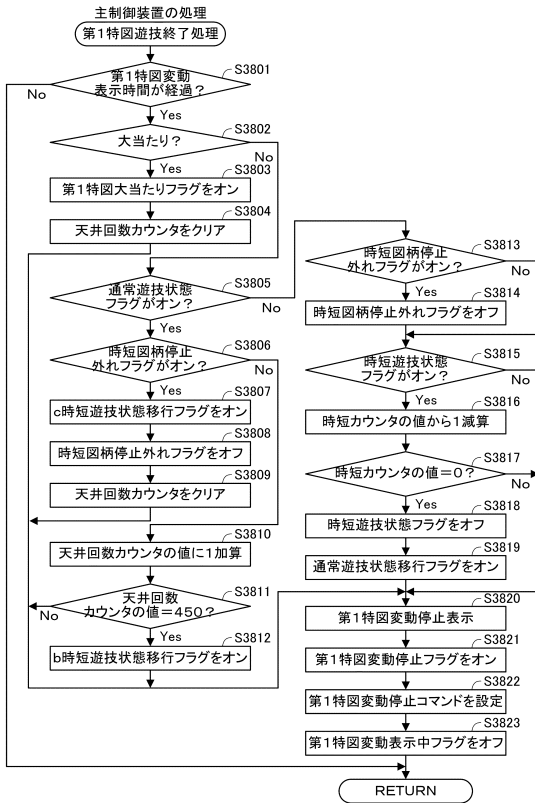 主制御装置の処理
第1特図遊技終了処理
S3801
第1特図変動
表示時間が経過？
No
Yes
S3802
大当たり？
No
Yes
S3803
第1特図大当たりフラグをオン
S3804
天井回数カウンタをクリア
S3805
通常遊技状態
フラグがオン？
No
Yes
S3806
時短図柄停止
外れフラグがオン？
No
Yes
S3807
c時短遊技状態移行フラグをオン
S3808
時短図柄停止外れフラグをオフ
S3809
天井回数カウンタをクリア
S3810
天井回数カウンタの値に1加算
S3811
天井回数
カウンタの値＝450？
No
Yes
S3812
b時短遊技状態移行フラグをオン
S3813
時短図柄停止
外れフラグがオン？
No
Yes
S3814
時短図柄停止外れフラグをオフ
S3815
時短遊技状態
フラグがオン？
No
Yes
S3816
時短カウンタの値から1減算
S3817
時短カウンタの値＝0？
No
Yes
S3818
時短遊技状態フラグをオフ
S3819
通常遊技状態移行フラグをオン
S3820
第1特図変動停止表示
S3821
第1特図変動停止フラグをオン
S3822
第1特図変動停止コマンドを設定
S3823
第1特図変動表示中フラグをオフ
RETURN